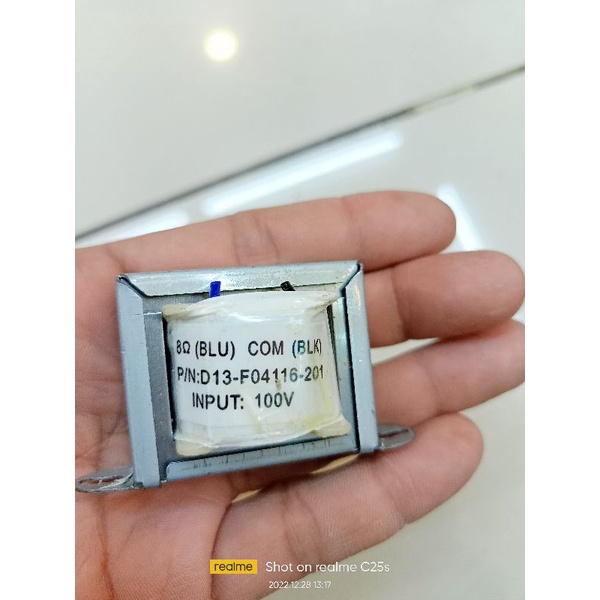 8Ω (BLU) COM (BLK)
P/N:D13-F04116-201
INPUT: 100V
realme Shot on realme C25s
2022.12.28 13:17